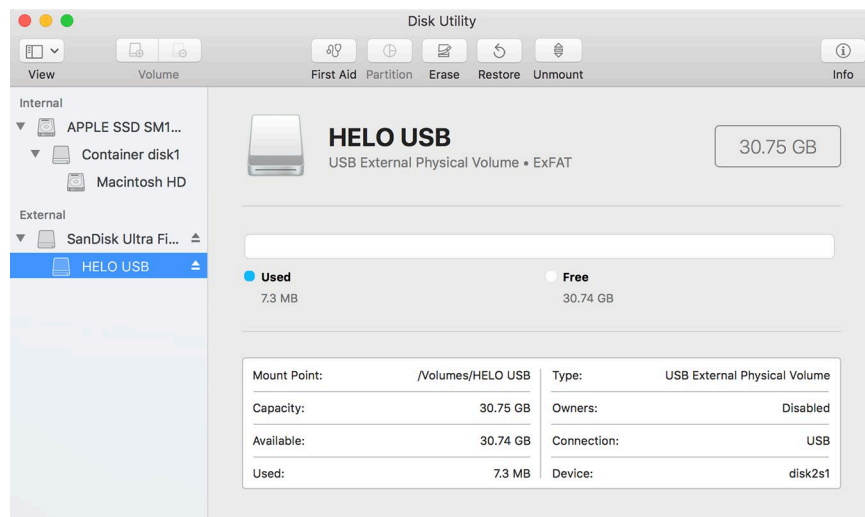 Disk Utility
View
Volume
First Aid
Partition
Erase
Restore
Unmount
Info
Internal
APPLE SSD SM1...
Container disk1
Macintosh HD
External
SanDisk Ultra Fi...
HELO USB
HELO USB
USB External Physical Volume • ExFAT
30.75 GB
Used
7.3 MB
Free
30.74 GB
Mount Point: /Volumes/HELO USB
Capacity: 30.75 GB
Available: 30.74 GB
Used: 7.3 MB
Type: USB External Physical Volume
Owners: Disabled
Connection: USB
Device: disk2s1